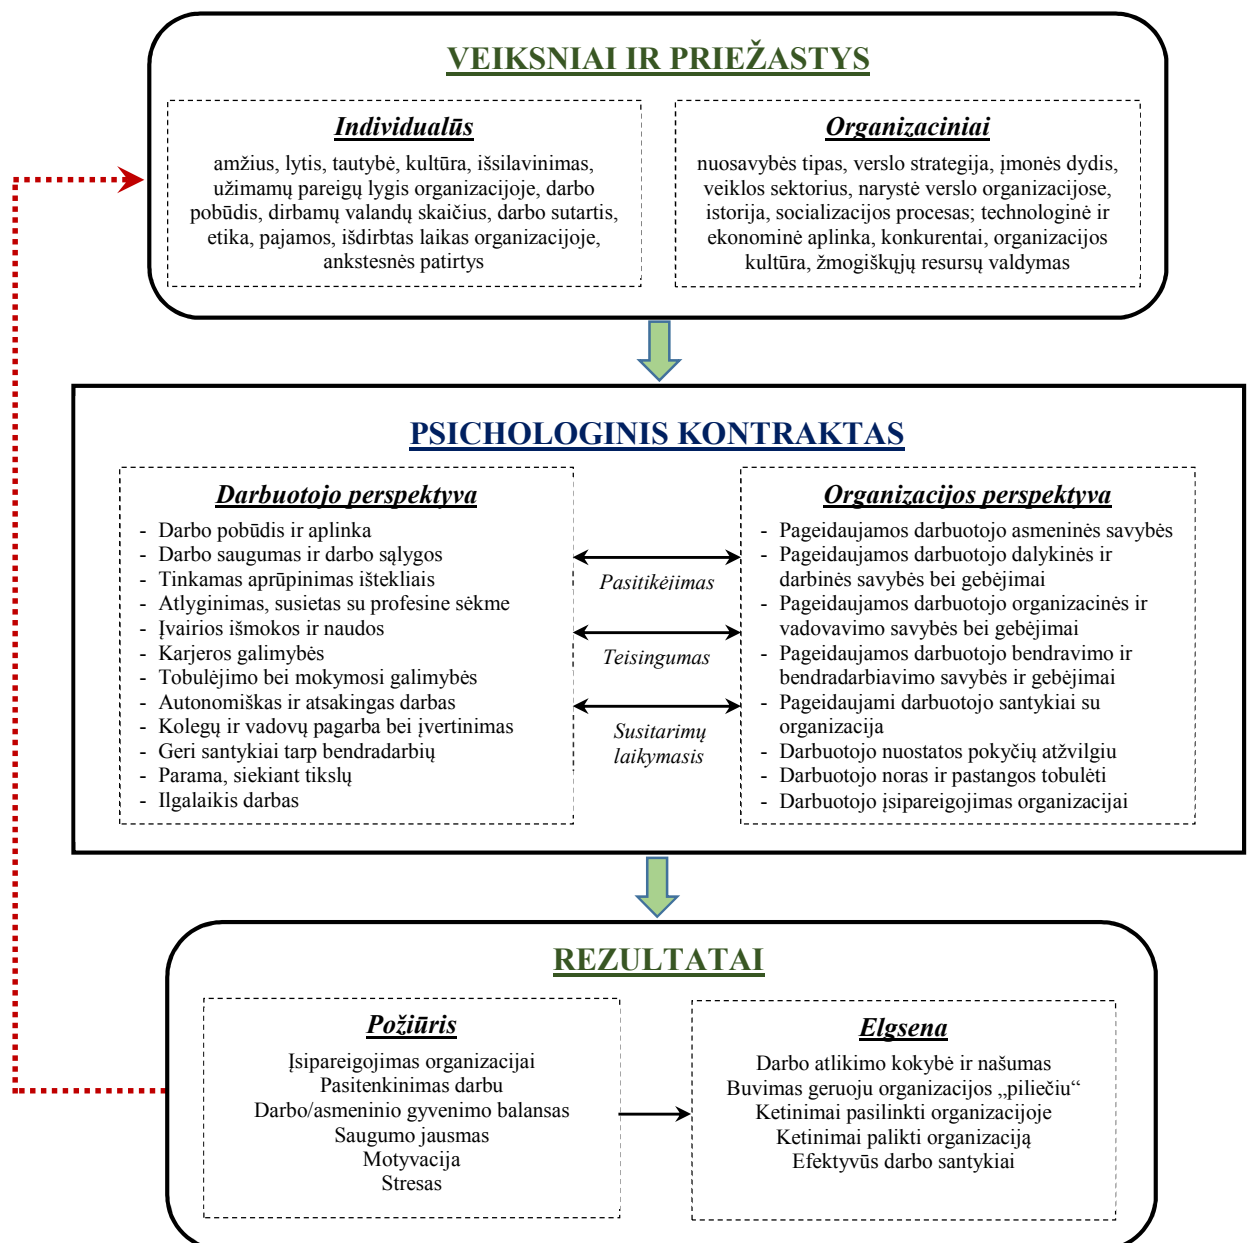 VEIKSNIAI IR PRIEŽASTYS
Individualūs
amžius, lytis, tautybė, kultūra, išsilavinimas,
užimamų pareigų lygis organizacijoje, darbo
pobūdis, dirbamų valandų skaičius, darbo sutartis,
etika, pajamos, išdirbtas laikas organizacijoje,
ankstesnės patirtys
Organizaciniai
nuosavybės tipas, verslo strategija, įmonės dydis,
veiklos sektorius, narystė verslo organizacijose,
istorija, socializacijos procesas; technologinė ir
ekonominė aplinka, konkurentai, organizacijos
kultūra, žmogiškųjų resursų valdymas
PSICHOLOGINIS KONTRAKTAS
Darbuotojo perspektyva
- Darbo pobūdis ir aplinka
- Darbo saugumas ir darbo sąlygos
- Tinkamas aprūpinimas ištekliais
- Atlyginimas, susietas su profesine sėkme
- Įvairios išmokos ir naudos
- Karjeros galimybės
- Tobulėjimo bei mokymosi galimybės
- Autonomiškas ir atsakingas darbas
- Kolegų ir vadovų pagarba bei įvertinimas
- Geri santykiai tarp bendradarbių
- Parama, siekiant tikslų
- Ilgalaikis darbas
Pasitikėjimas
Teisingumas
Susitarimų
laikymasis
Organizacijos perspektyva
- Pageidaujamos darbuotojo asmeninės savybės
- Pageidaujamos darbuotojo dalykinės ir
darbinės savybės bei gebėjimai
- Pageidaujamos darbuotojo organizacinės ir
vadovavimo savybės bei gebėjimai
- Pageidaujamos darbuotojo bendravimo ir
bendradarbiavimo savybės ir gebėjimai
- Pageidaujami darbuotojo santykiai su
organizacija
- Darbuotojo nuostatos pokyčių atžvilgiu
- Darbuotojo noras ir pastangos tobulėti
- Darbuotojo įsipareigojimas organizacijai
REZULTATAI
Požiūris
Įsipareigojimas organizacijai
Pasitenkinimas darbu
Darbo/asmeninio gyvenimo balansas
Saugumo jausmas
Motyvacija
Stresas
Elgsena
Darbo atlikimo kokybė ir našumas
Buvimas geruoju organizacijos „piliečiu“
Ketinimai pasilinkti organizacijoje
Ketinimai palikti organizaciją
Efektyvūs darbo santykiai